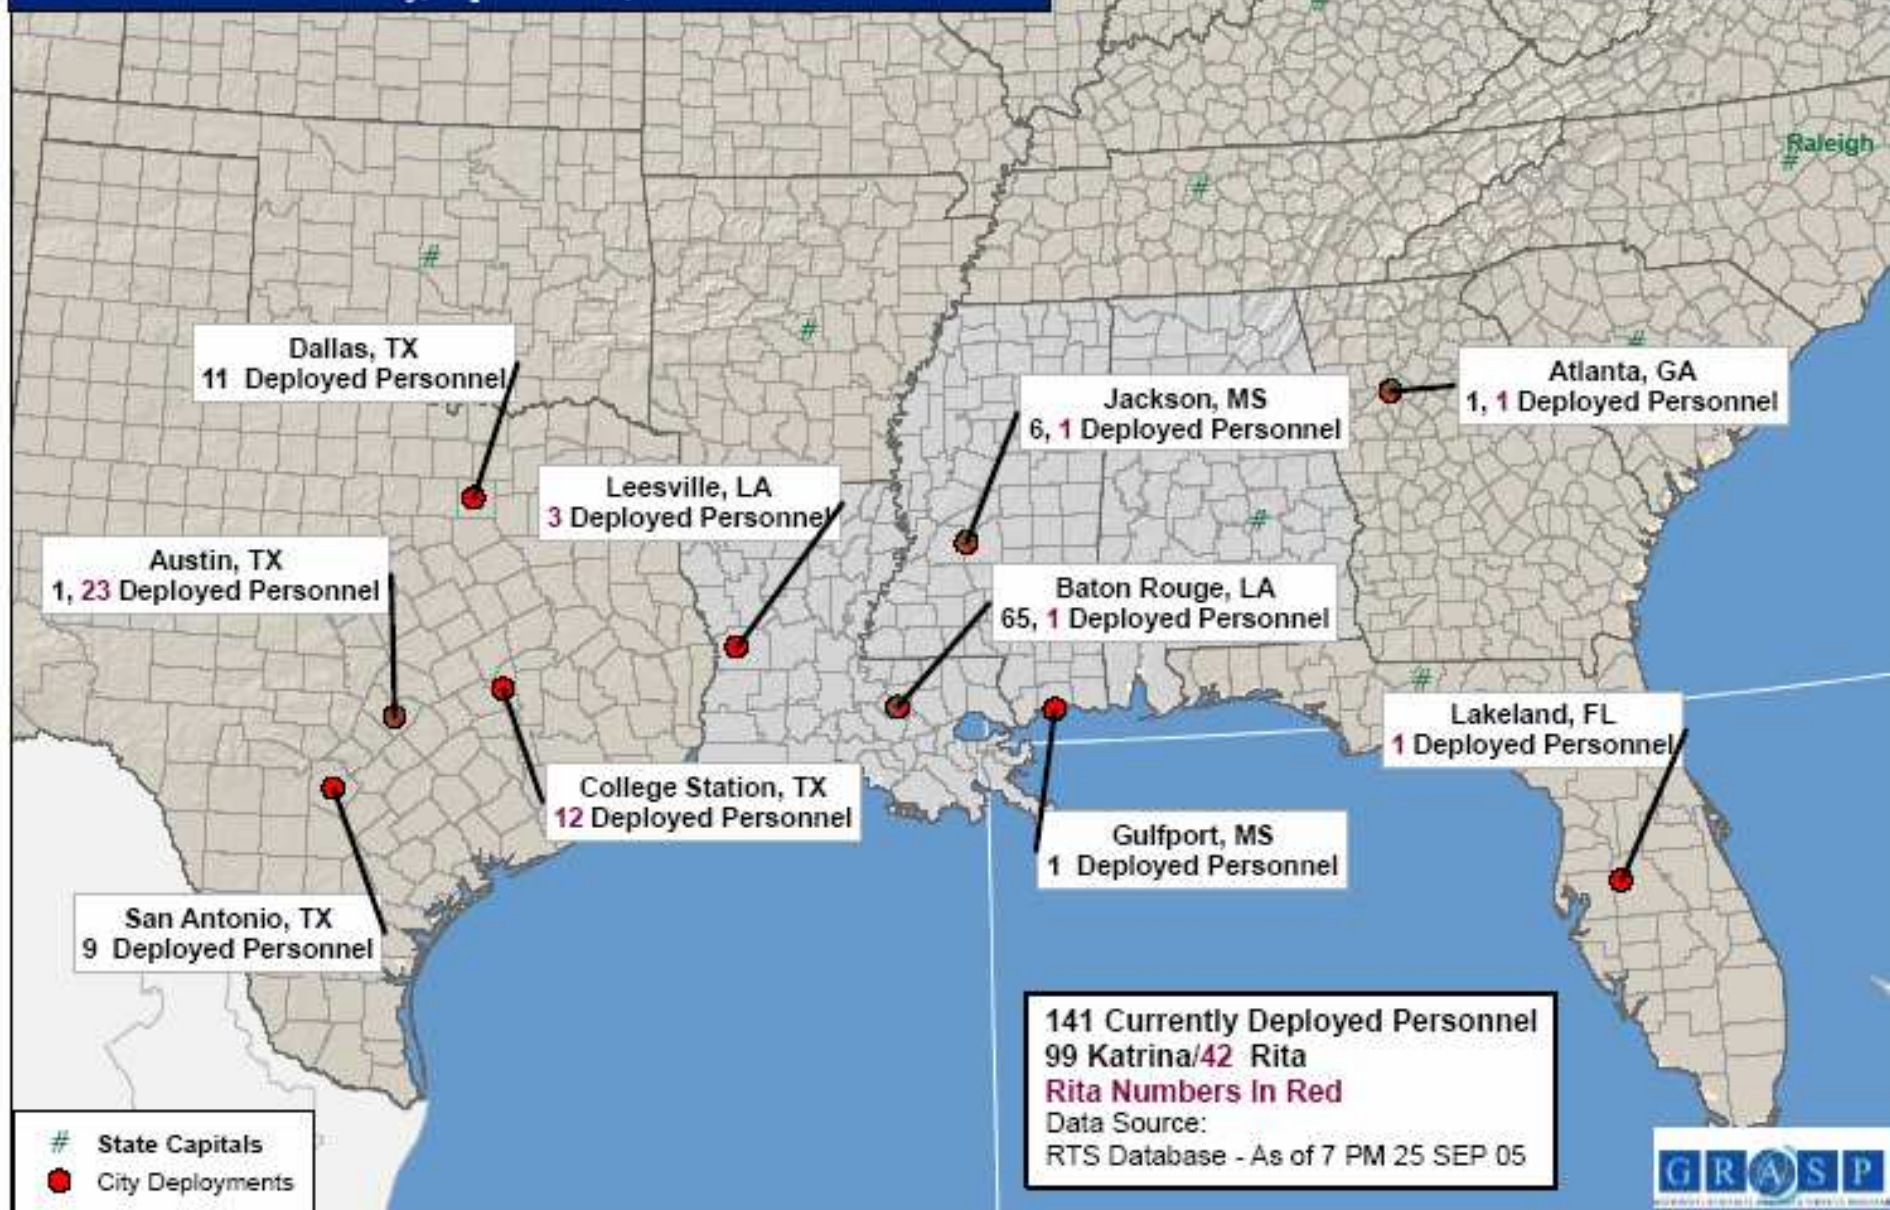 Raleigh
Dallas, TX
11 Deployed Personnel
Atlanta, GA
1, 1 Deployed Personnel
Jackson, MS
6, 1 Deployed Personnel
Leesville, LA
3 Deployed Personnel
Austin, TX
1, 23 Deployed Personnel
Baton Rouge, LA
65, 1 Deployed Personnel
Lakeland, FL
1 Deployed Personnel
College Station, TX
12 Deployed Personnel
Gulfport, MS
1 Deployed Personnel
San Antonio, TX
9 Deployed Personnel
141 Currently Deployed Personnel
99 Katrina/42 Rita
Rita Numbers In Red
Data Source:
RTS Database - As of 7 PM 25 SEP 05
# State Capitals
City Deployments
GRASP